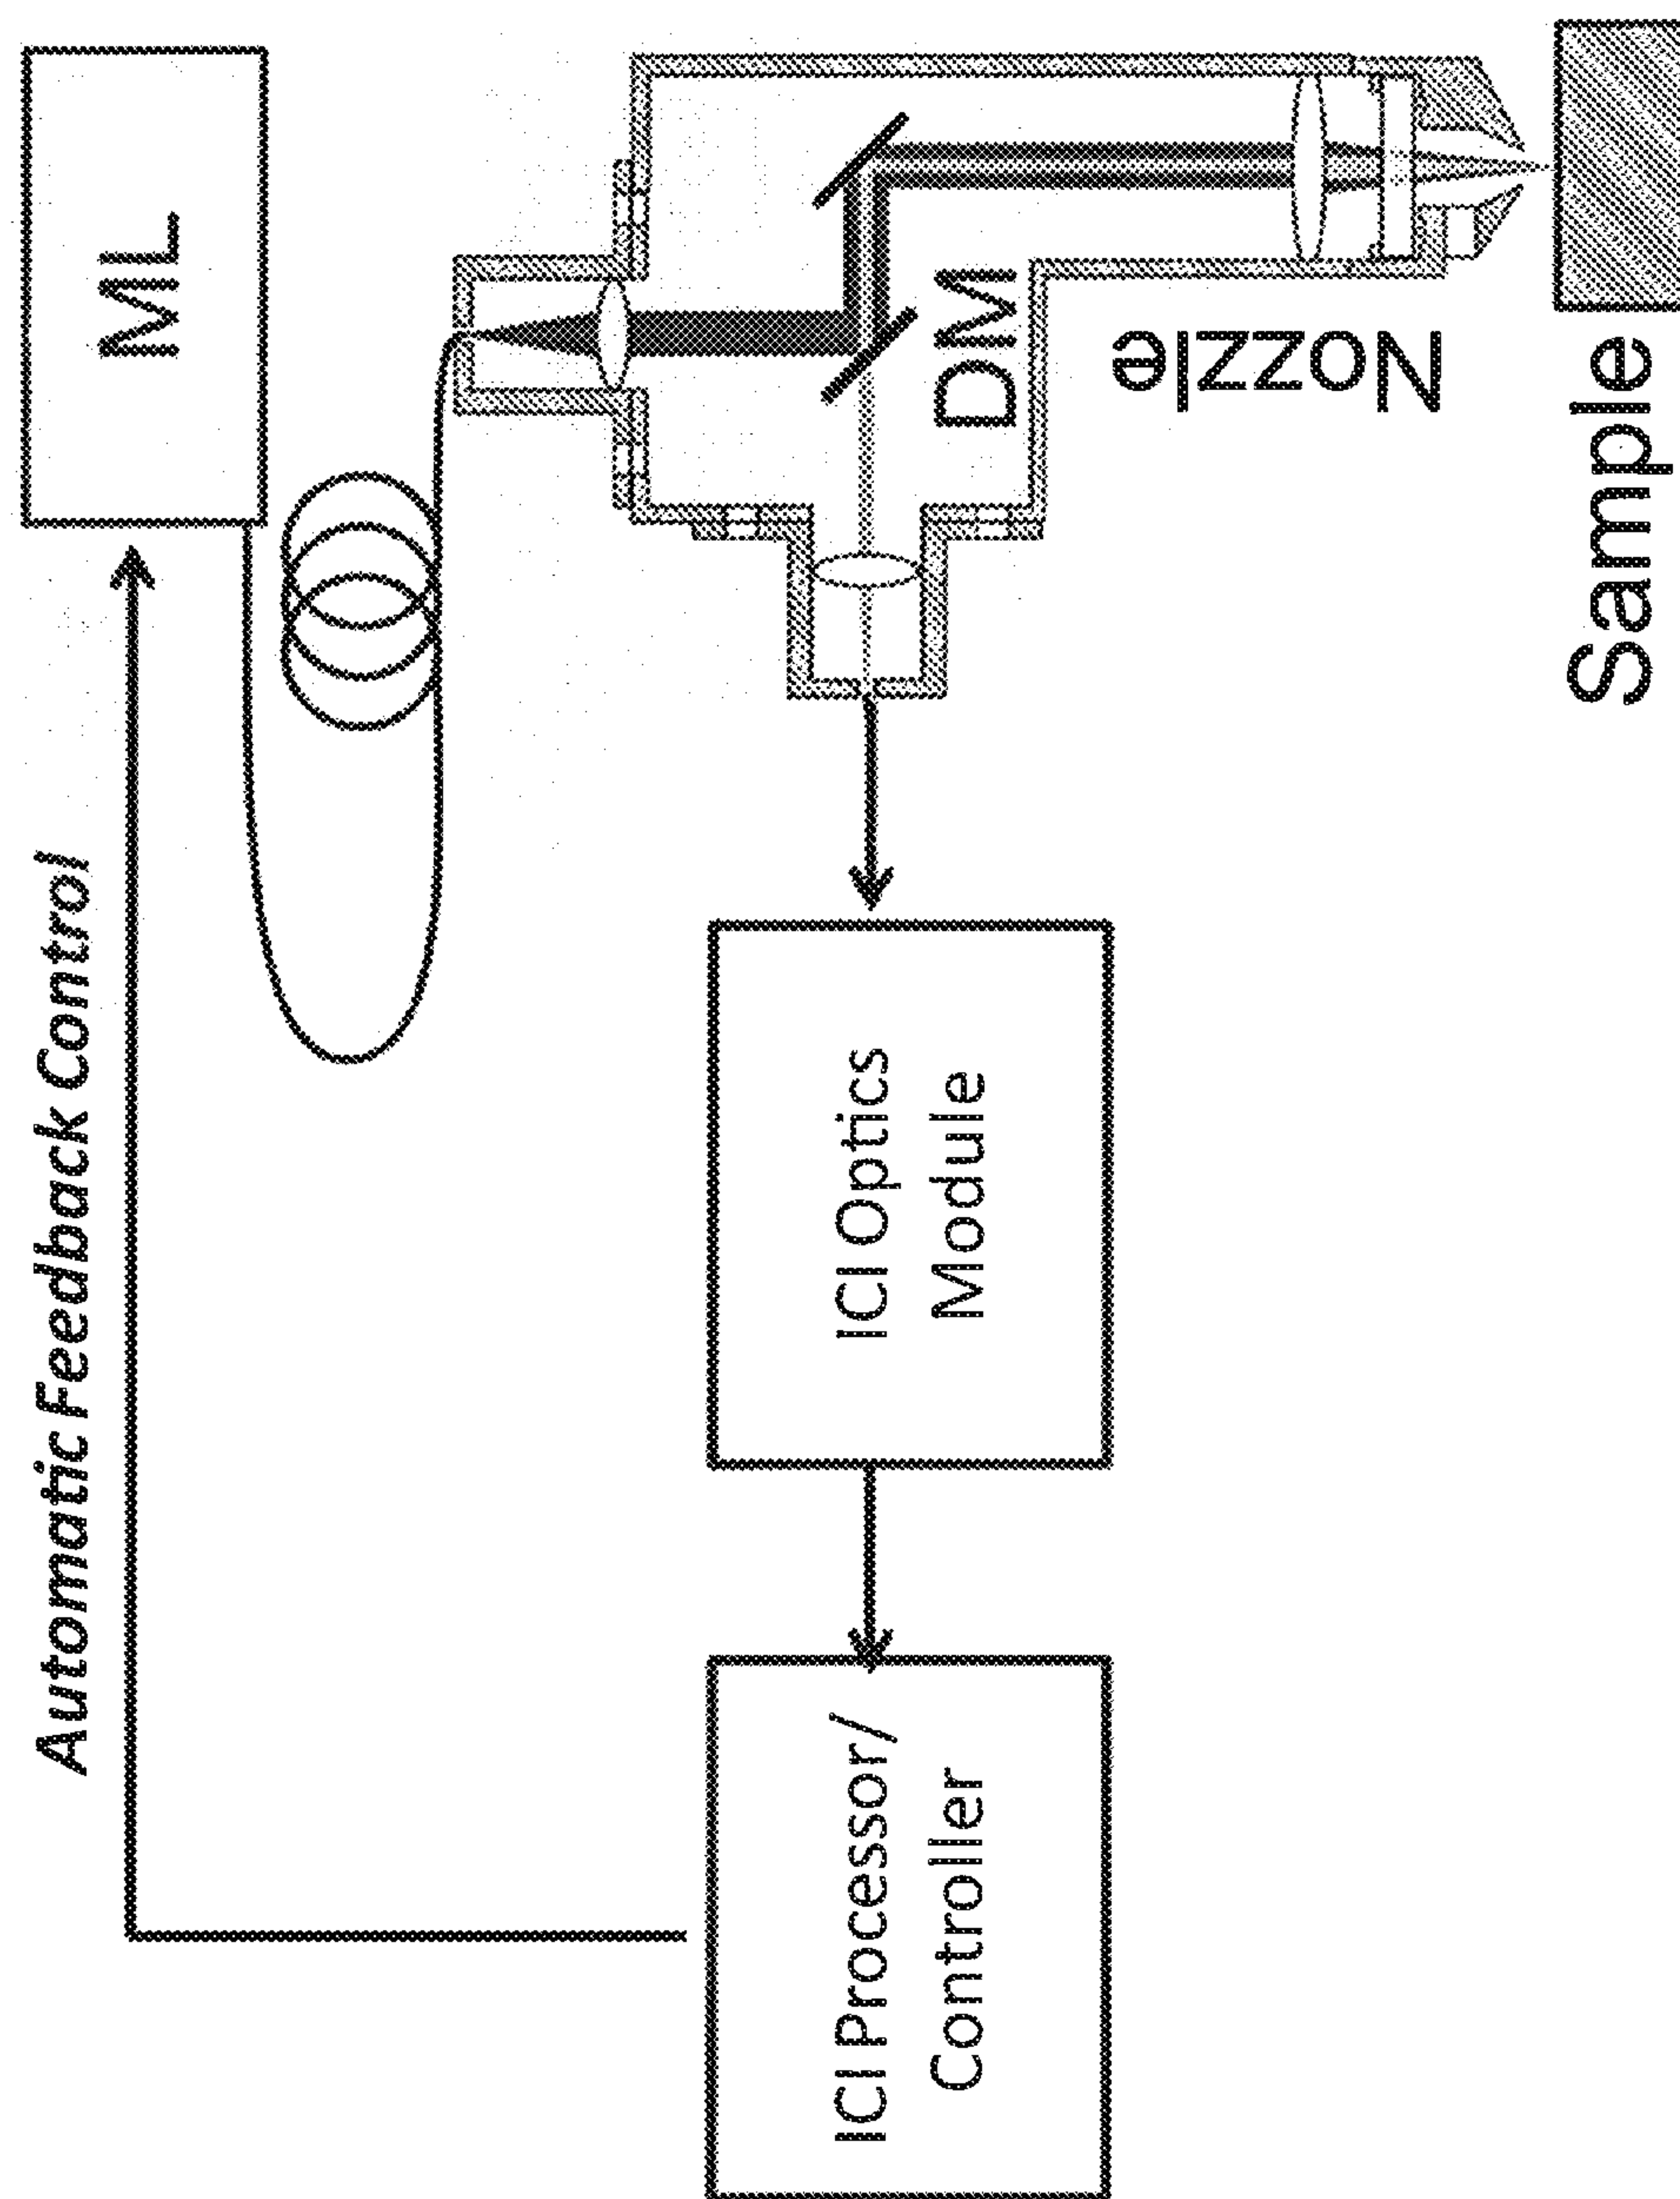 Automatic Feedback Control
ML
ICI Processor/
Controller
ICI Optics
Module
DM
Nozzle
Sample